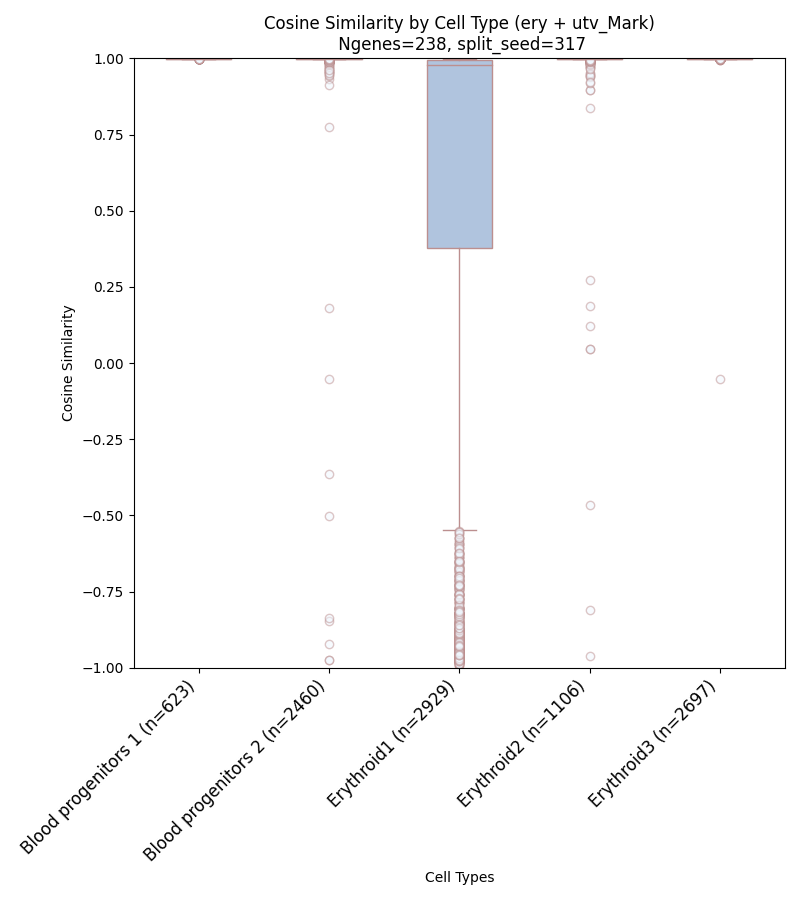 Cosine Similarity by Cell Type (ery + utv_Mark)
Ngenes=238, split_seed=317
1.00
0.75
0.50
0.25
0.00
−0.25
−0.50
−0.75
−1.00
Cosine Similarity
Blood progenitors 1 (n=623)
Blood progenitors 2 (n=2460)
Erythroid1 (n=2929)
Erythroid2 (n=1106)
Erythroid3 (n=2697)
Cell Types